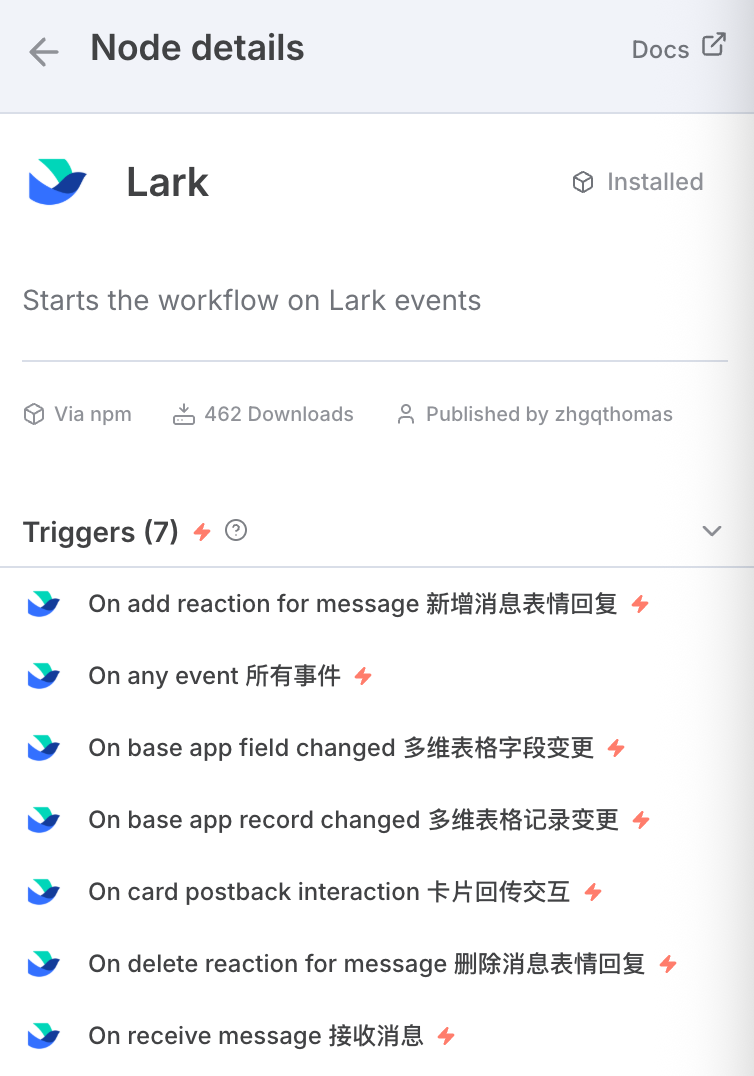 Node details
Docs
Lark
Installed
Starts the workflow on Lark events
Via npm
462 Downloads
Published by zhgqthomas
Triggers (7)
On add reaction for message 新增消息表情回复
On any event 所有事件
On base app field changed 多维表格字段变更
On base app record changed 多维表格记录变更
On card postback interaction 卡片回传交互
On delete reaction for message 删除消息表情回复
On receive message 接收消息